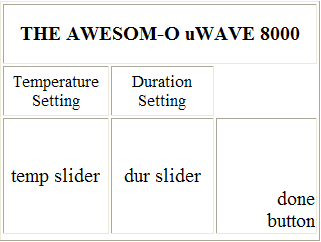 THE AWESOM-O uWAVE 8000
Temperature Setting
Duration Setting
temp slider
dur slider
done button